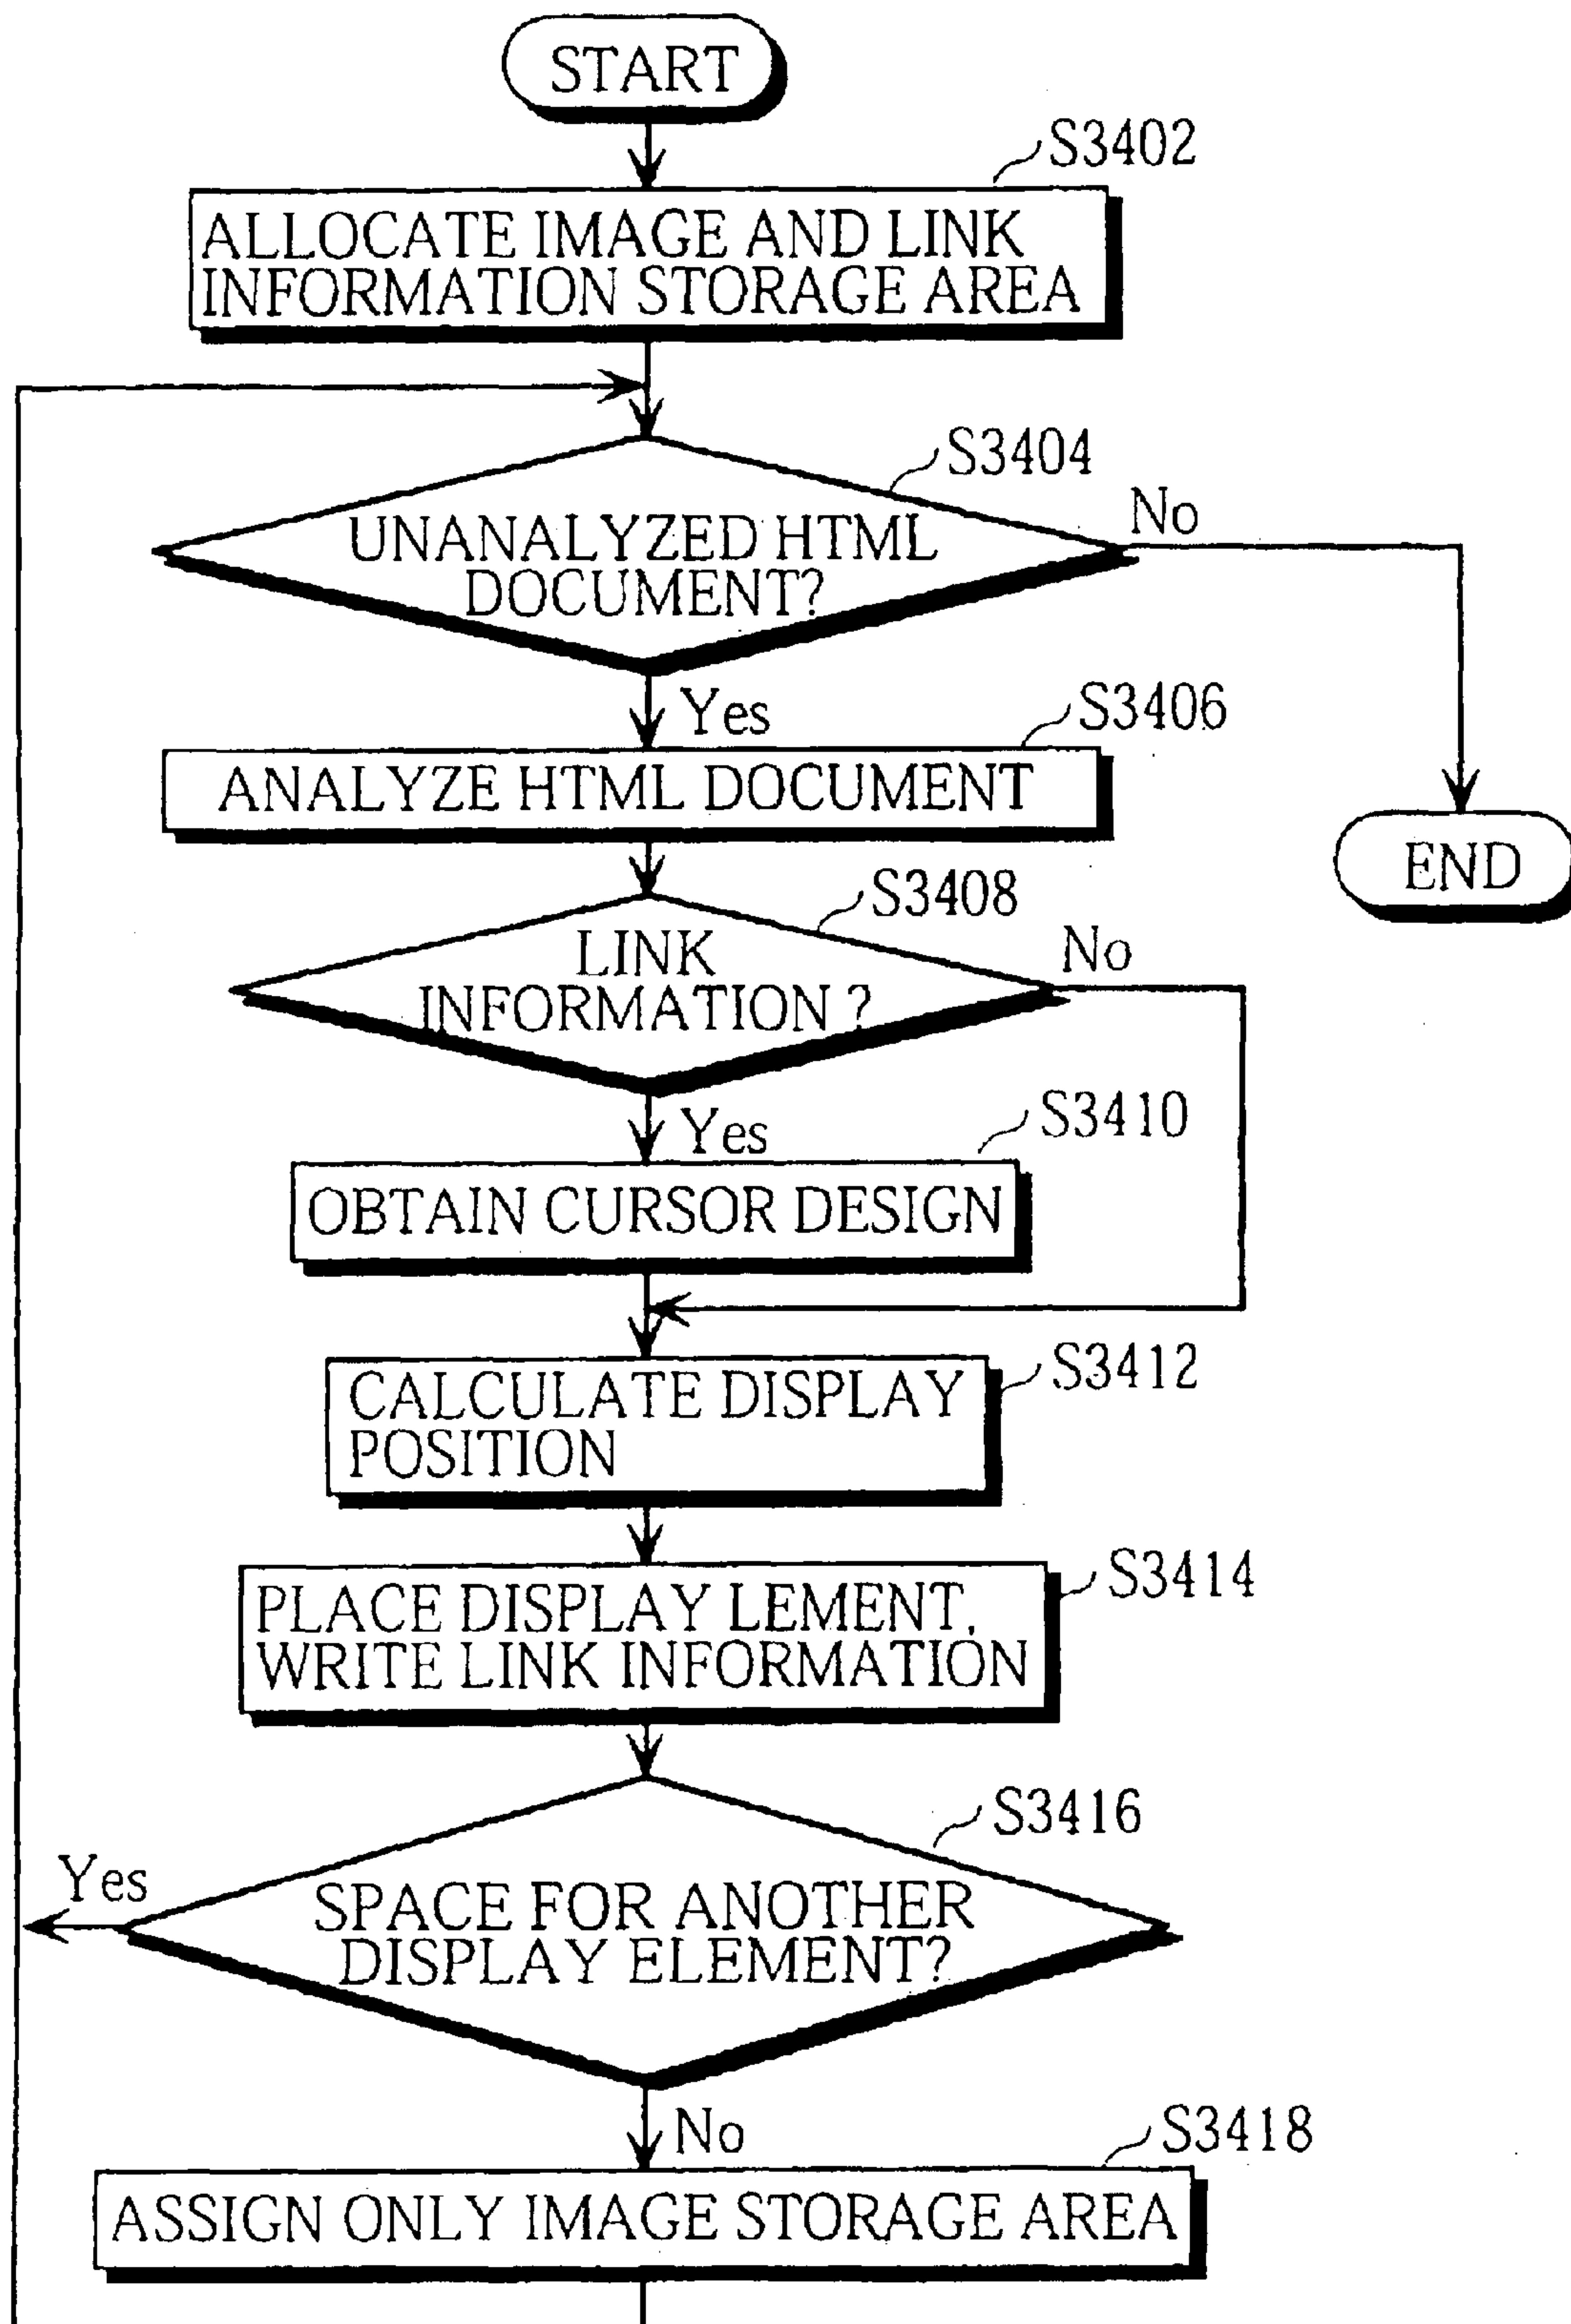 START
S3402
ALLOCATE IMAGE AND LINK
INFORMATION STORAGE AREA
S3404
UNANALYZED HTML
DOCUMENT?
No
Yes
S3406
ANALYZE HTML DOCUMENT
END
S3408
LINK
INFORMATION ?
No
Yes
S3410
OBTAIN CURSOR DESIGN
S3412
CALCULATE DISPLAY
POSITION
S3414
PLACE DISPLAY LEMENT,
WRITE LINK INFORMATION
S3416
Yes
SPACE FOR ANOTHER
DISPLAY ELEMENT?
No
S3418
ASSIGN ONLY IMAGE STORAGE AREA